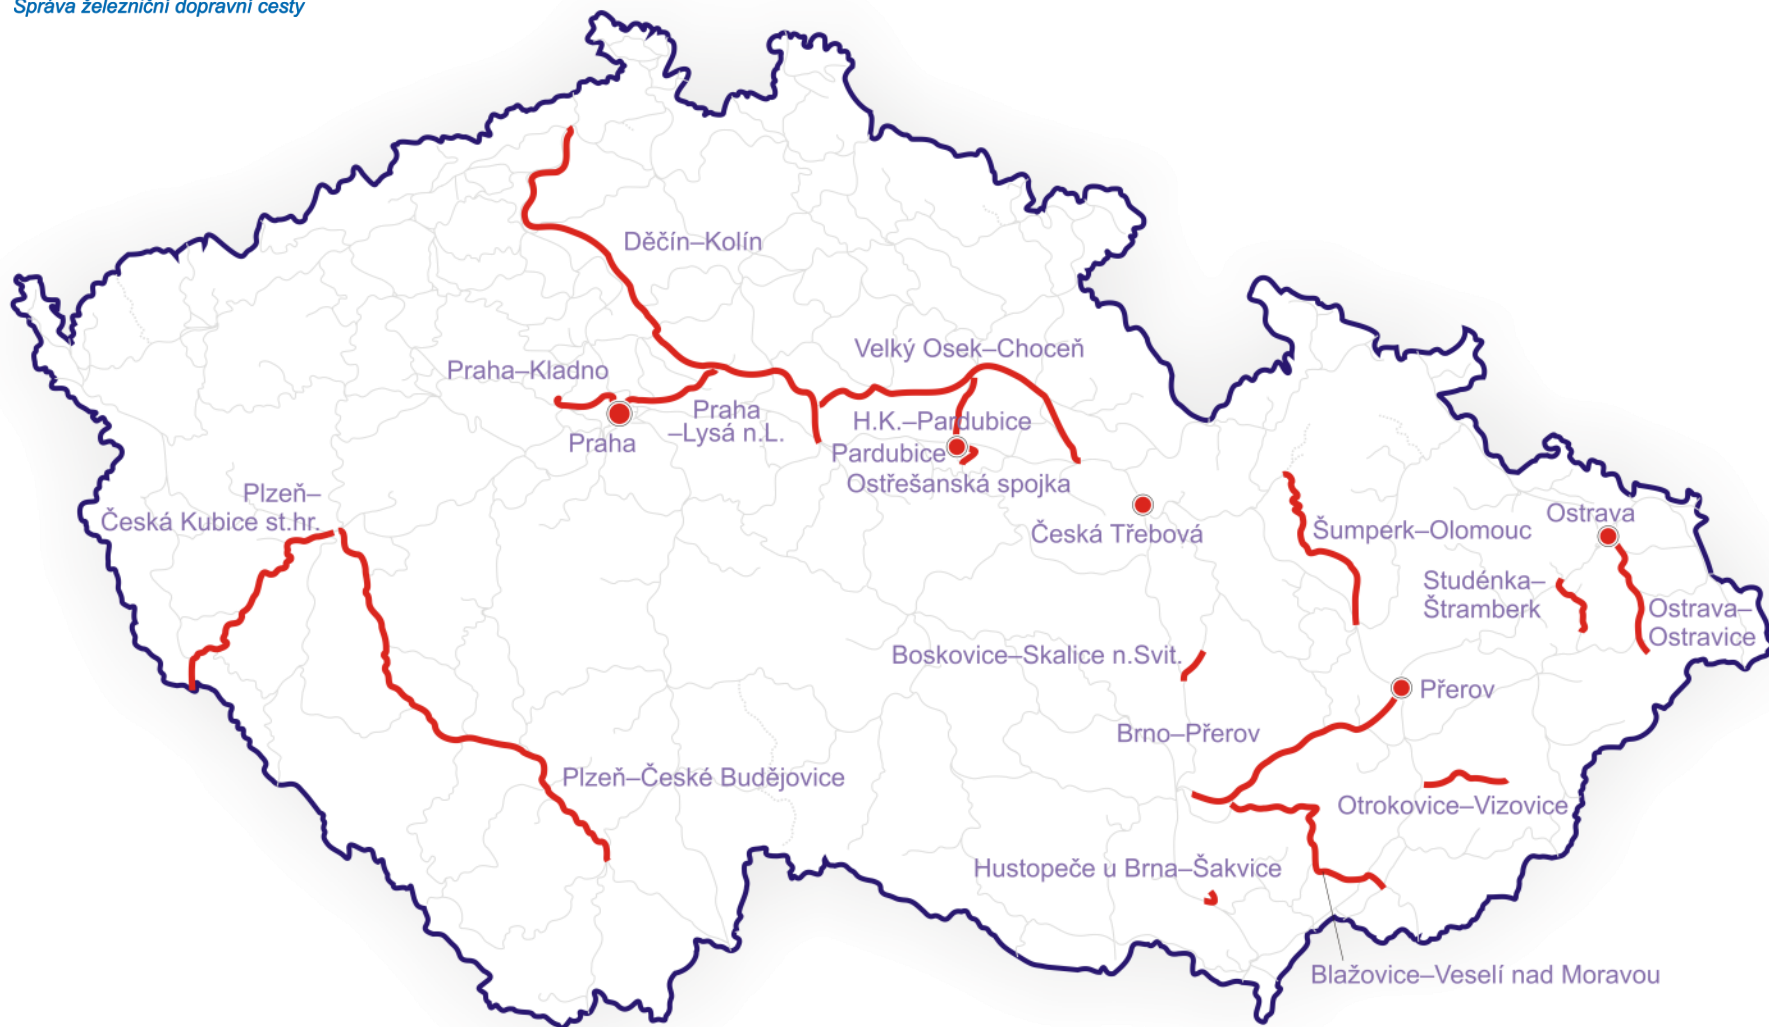 Správa železniční dopravní cesty
Děčín–Kolín
Velký Osek–Choceň
Praha–Kladno
Praha
–Lysá n.L.
H.K.–Pardubice
Praha
Pardubice
Ostřešanská spojka
Plzeň–
Česká Kubice st.hr.
Česká Třebová
Šumperk–Olomouc
Ostrava
Studénka–
Štramberk
Ostrava–
Ostravice
Boskovice–Skalice n.Svit.
Přerov
Brno–Přerov
Plzeň–České Budějovice
Otrokovice–Vizovice
Hustopeče u Brna–Šakvice
Blažovice–Veselí nad Moravou